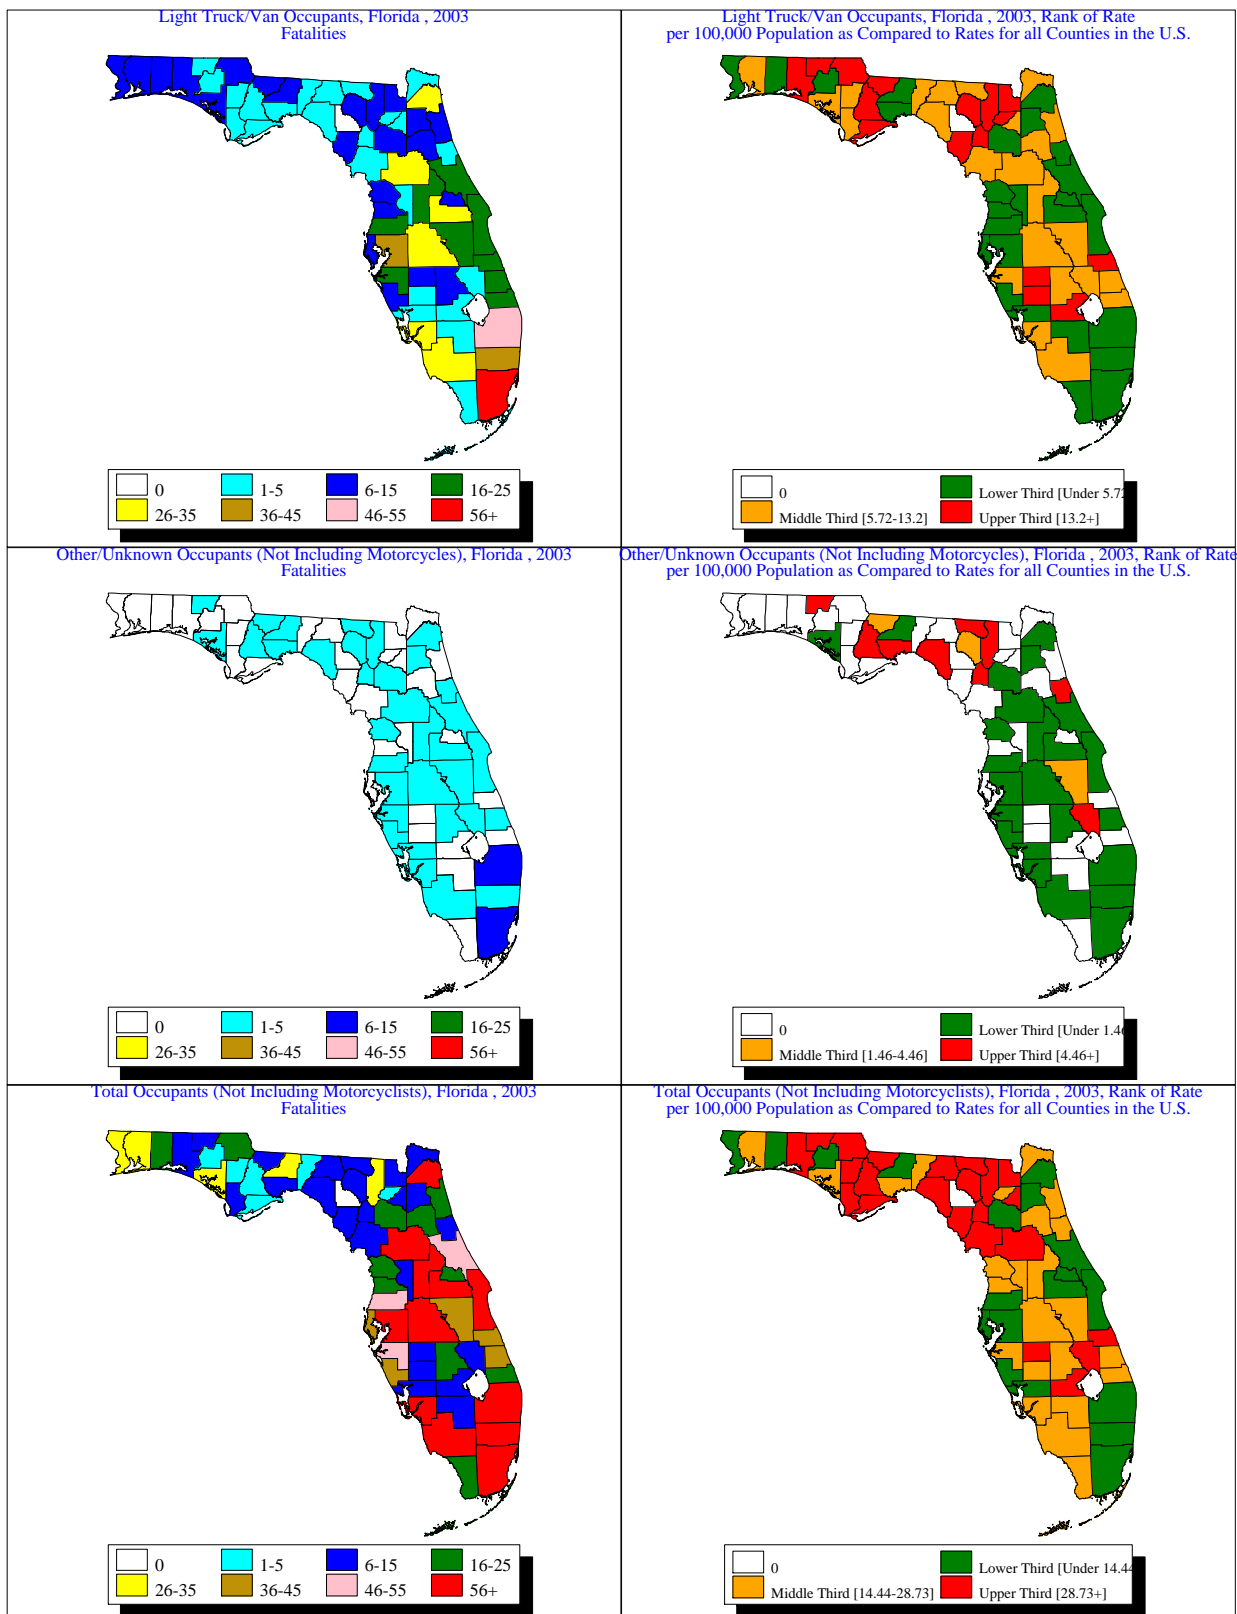 Light Truck/Van Occupants, Florida , 2003
Fatalities
0
1-5
6-15
16-25
26-35
36-45
46-55
56+
Light Truck/Van Occupants, Florida , 2003, Rank of Rate
per 100,000 Population as Compared to Rates for all Counties in the U.S.
0
Lower Third [Under 5.72
Middle Third [5.72-13.2]
Upper Third [13.2+]
Other/Unknown Occupants (Not Including Motorcycles), Florida , 2003
Fatalities
0
1-5
6-15
16-25
26-35
36-45
46-55
56+
Other/Unknown Occupants (Not Including Motorcycles), Florida , 2003, Rank of Rate
per 100,000 Population as Compared to Rates for all Counties in the U.S.
0
Lower Third [Under 1.46
Middle Third [1.46-4.46]
Upper Third [4.46+]
Total Occupants (Not Including Motorcyclists), Florida , 2003
Fatalities
0
1-5
6-15
16-25
26-35
36-45
46-55
56+
Total Occupants (Not Including Motorcyclists), Florida , 2003, Rank of Rate
per 100,000 Population as Compared to Rates for all Counties in the U.S.
0
Lower Third [Under 14.44
Middle Third [14.44-28.73]
Upper Third [28.73+]